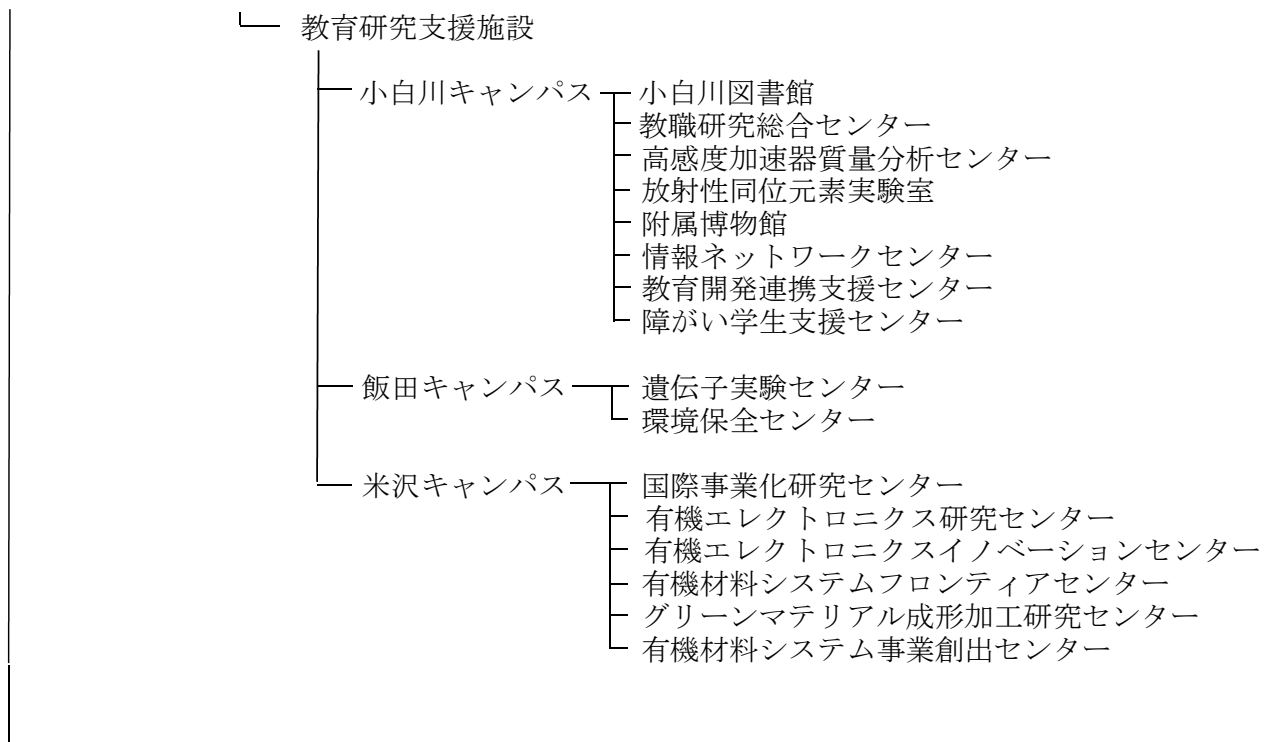 教育研究支援施設
小白川キャンパス 小白川図書館
教職研究総合センター
高感度加速器質量分析センター
放射性同位元素実験室
附属博物館
情報ネットワークセンター
教育開発連携支援センター
障がい学生支援センター
飯田キャンパス 遺伝子実験センター
環境保全センター
米沢キャンパス 国際事業化研究センター
有機エレクトロニクス研究センター
有機エレクトロニクスイノベーションセンター
有機材料システムフロンティアセンター
グリーンマテリアル成形加工研究センター
有機材料システム事業創出センター